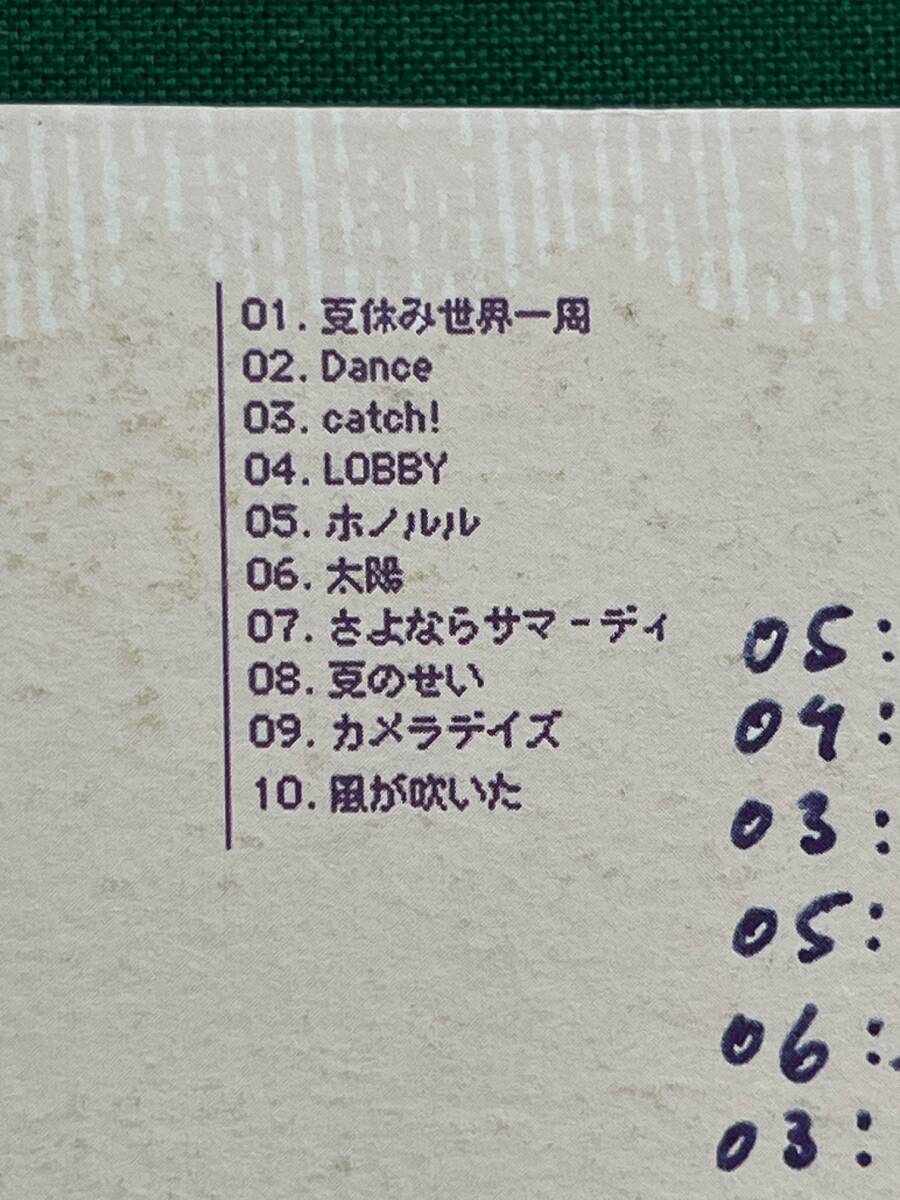 01. 夏休み世界一周
02. Dance
03. catch!
04. LOBBY
05. ホノルル
06. 太陽
07. さよならサマーディ
08. 夏のせい
09. カメラデイズ
10. 風が吹いた
05:
04:
03:
05:
06:
03: